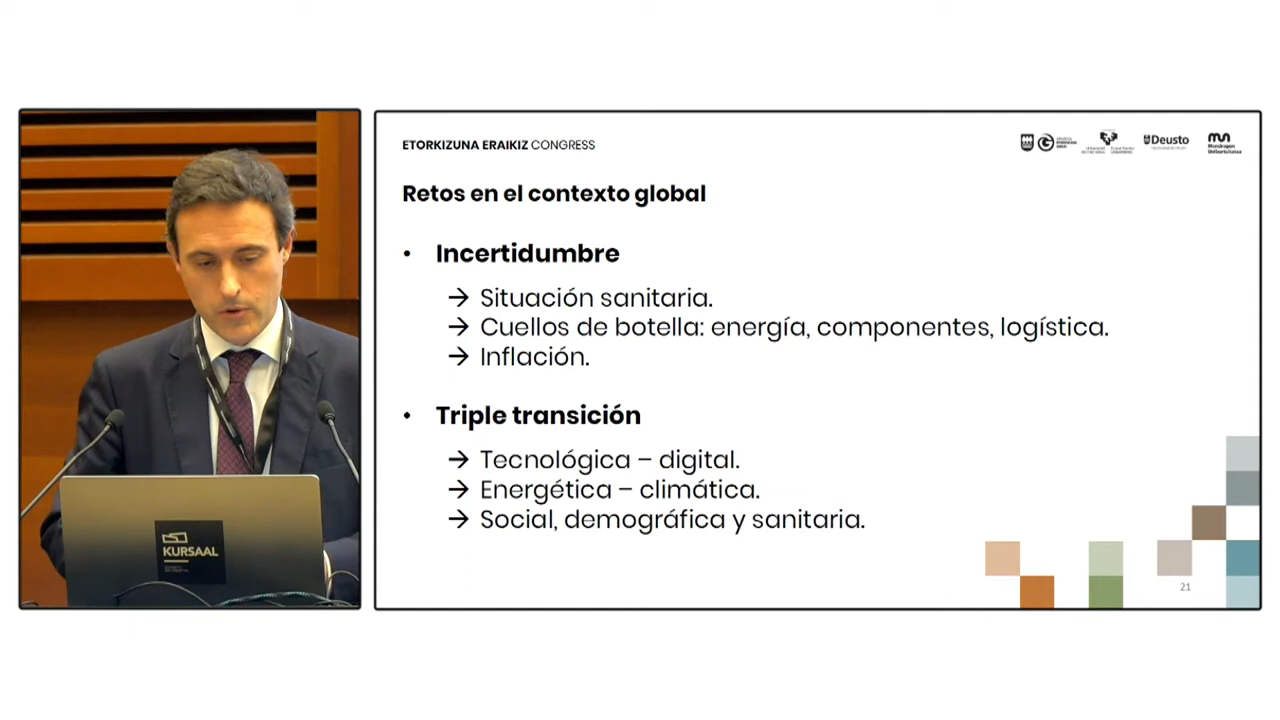 KURSAAL
ETORKIZUNA ERAIKIZ CONGRESS
Deusto
Retos en el contexto global
• Incertidumbre
→ Situación sanitaria.
→ Cuellos de botella: energía, componentes, logística.
→ Inflación.
• Triple transición
→ Tecnológica – digital.
→ Energética – climática.
→ Social, demográfica y sanitaria.
21